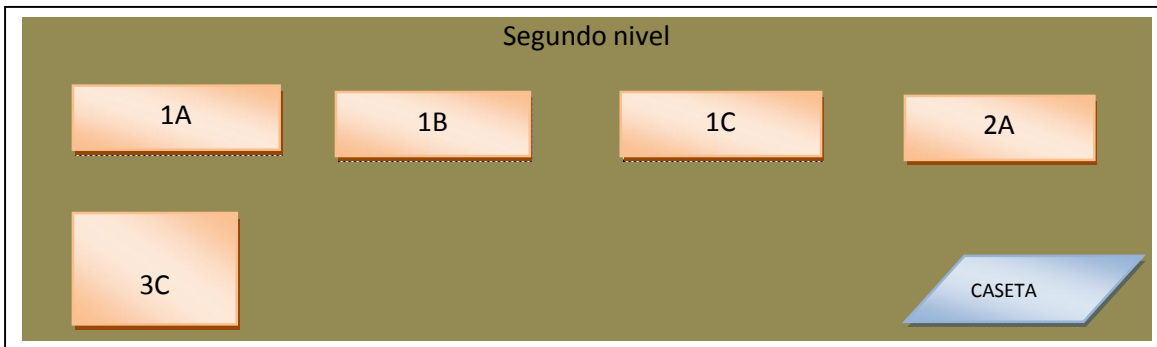 Segundo nivel
1A
1B
1C
2A
3C
CASETA